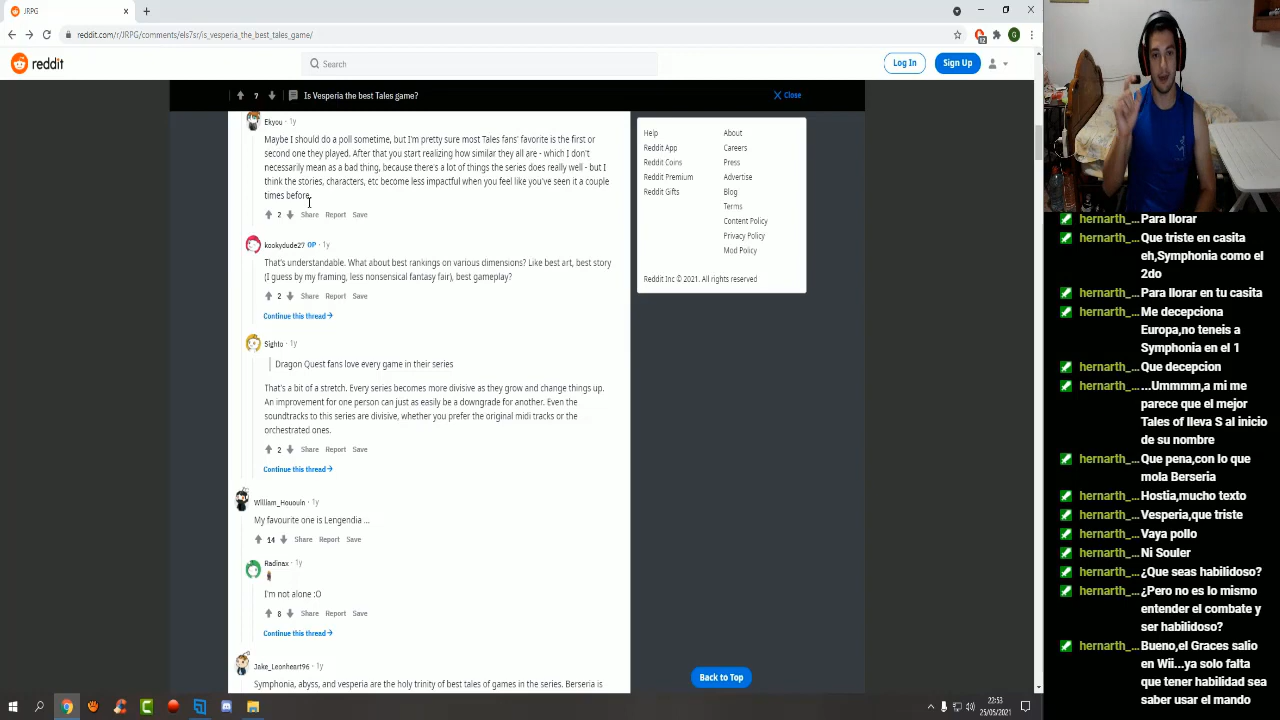 JRPG
reddit.com/r/JRPG/comments/els7sr/is_vesperia_the_best_tales_game/
12
G
reddit
Search
Log In
Sign Up
7
Is Vesperia the best Tales game?
Close
Ekyou · 1y
Maybe I should do a poll sometime, but I'm pretty sure most Tales fans' favorite is the first or
second one they played. After that you start realizing how similar they all are - which I don't
necessarily mean as a bad thing, because there's a lot of things the series does really well - but I
think the stories, characters, etc become less impactful when you feel like you've seen it a couple
times before.
2 Share Report Save
kookydude27 OP · 1y
That's understandable. What about best rankings on various dimensions? Like best art, best story
(I guess by my framing, less nonsensical fantasy fair), best gameplay?
2 Share Report Save
Continue this thread
Sighto · 1y
Dragon Quest fans love every game in their series
That's a bit of a stretch. Every series becomes more divisive as they grow and change things up.
An improvement for one person can just as easily be a downgrade for another. Even the
soundtracks to this series are divisive, whether you prefer the original midi tracks or the
orchestrated ones.
2 Share Report Save
Continue this thread
William_Hououin · 1y
My favourite one is Lengendia ...
14 Share Report Save
Radinax · 1y
I'm not alone :O
8 Share Report Save
Continue this thread
Jake_Leonheart96 · 1y
Symphonia, abyss, and vesperia are the holy trinity of best tales of games in the series. Berseria is
Help About
Reddit App Careers
Reddit Coins Press
Reddit Premium Advertise
Reddit Gifts Blog
Terms
Content Policy
Privacy Policy
Mod Policy
Reddit Inc © 2021. All rights reserved
Back to Top
hernarth_... Para llorar
hernarth_... Que triste en casita
eh,Symphonia como el
2do
hernarth_... Para llorar en tu casita
hernarth_... Me decepciona
Europa,no teneis a
Symphonia en el 1
hernarth_... Que decepcion
hernarth_... ...Ummmm,a mi me
parece que el mejor
Tales of lleva S al inicio
de su nombre
hernarth_... Que pena,con lo que
mola Berseria
hernarth_... Hostia,mucho texto
hernarth_... Vesperia,que triste
hernarth_... Vaya pollo
hernarth_... Ni Souler
hernarth_... ¿Que seas habilidoso?
hernarth_... ¿Pero no es lo mismo
entender el combate y
ser habilidoso?
hernarth_... Bueno,el Graces salio
en Wii...ya solo falta
que tener habilidad sea
saber usar el mando
22:53
25/05/2021